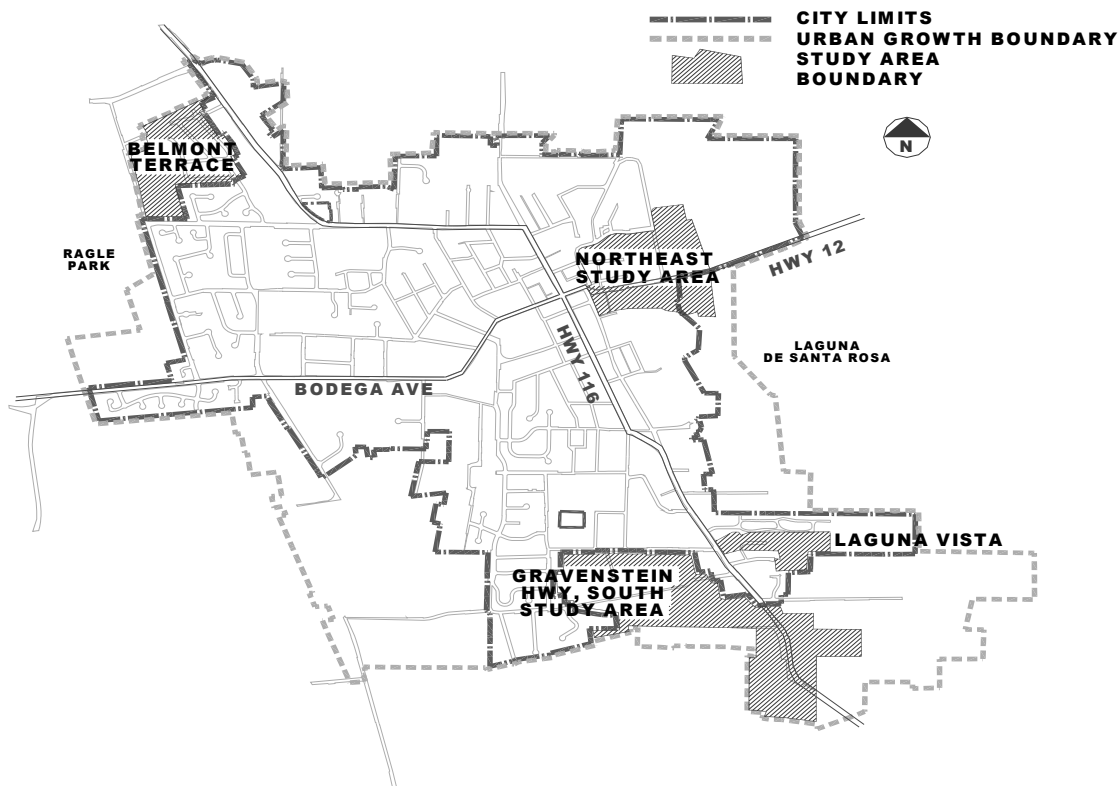 CITY LIMITS
URBAN GROWTH BOUNDARY
STUDY AREA
BOUNDARY
N
BELMONT
TERRACE
RAGLE
PARK
NORTHEAST
STUDY AREA
HWY 12
LAGUNA
DE SANTA ROSA
HWY 116
BODEGA AVE
LAGUNA VISTA
GRAVENSTEIN
HWY, SOUTH
STUDY AREA